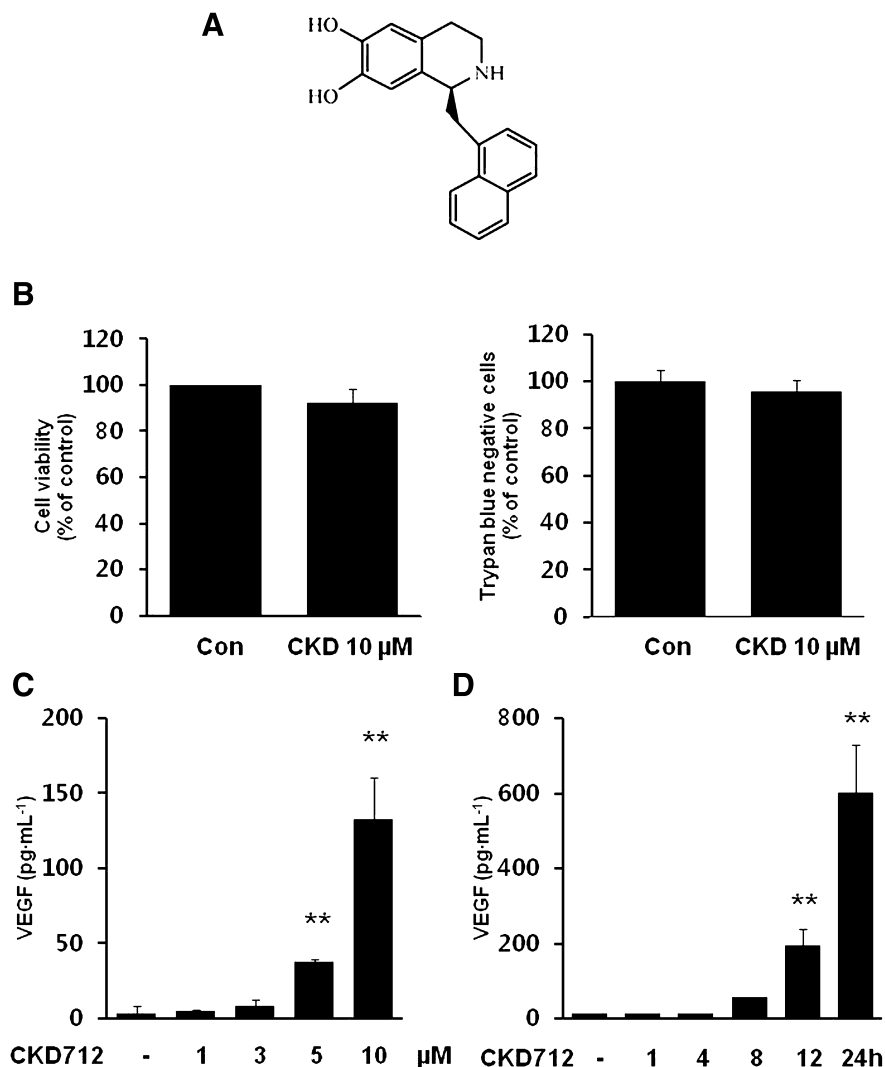 A
HO
HO
NH
B
Cell viability
(% of control)
120
100
80
60
40
20
0
Con CKD 10 µM
Trypan blue negative cells
(% of control)
120
100
80
60
40
20
0
Con CKD 10 µM
C
VEGF (pg·mL-1)
200
150
100
50
0
**
**
CKD712 - 1 3 5 10 µM
D
VEGF (pg·mL-1)
800
600
400
200
0
**
**
CKD712 - 1 4 8 12 24h